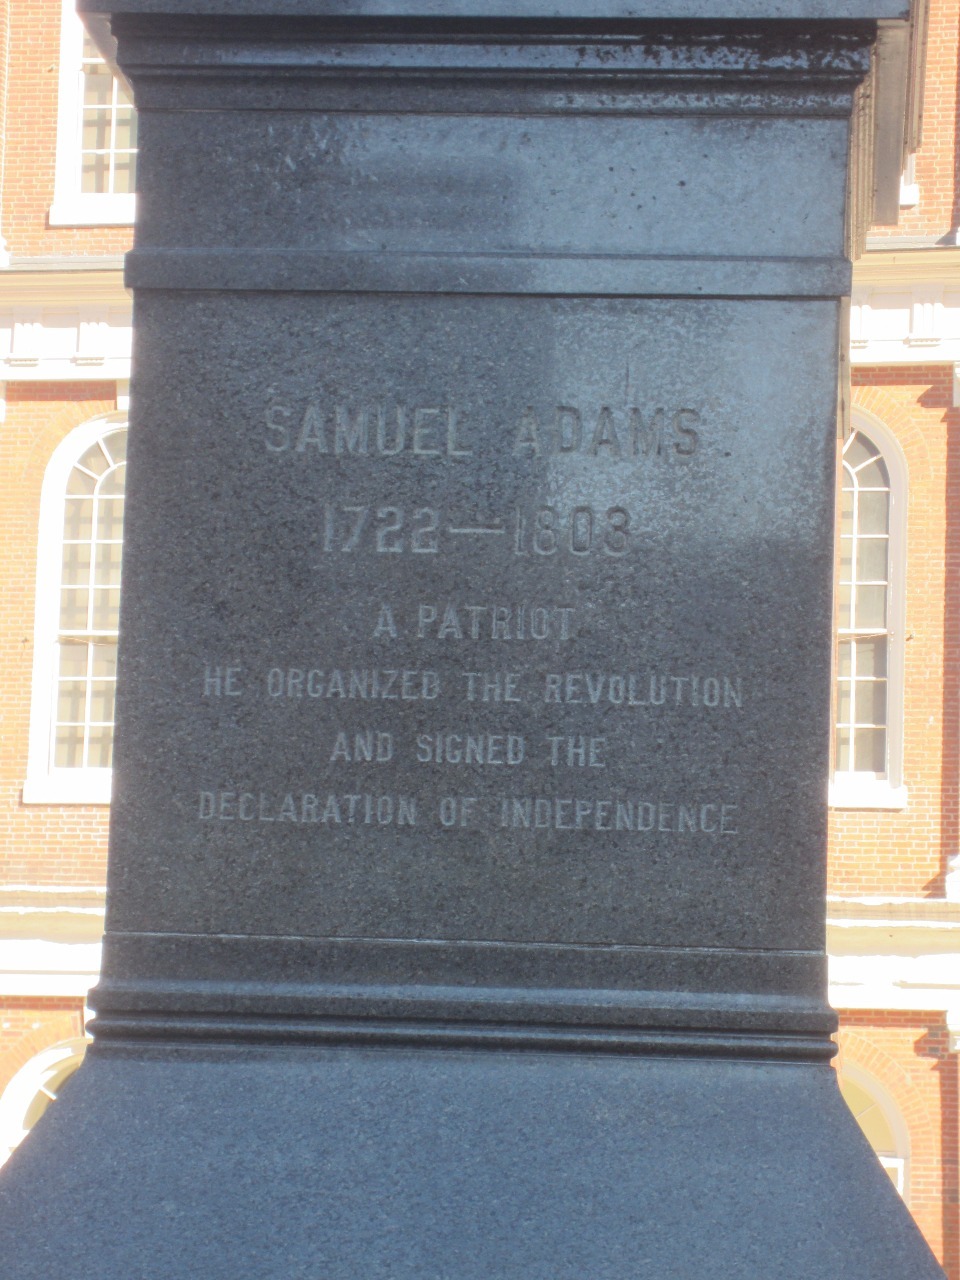 SAMUEL ADAMS
1722—1803
A PATRIOT
HE ORGANIZED THE REVOLUTION
AND SIGNED THE
DECLARATION OF INDEPENDENCE